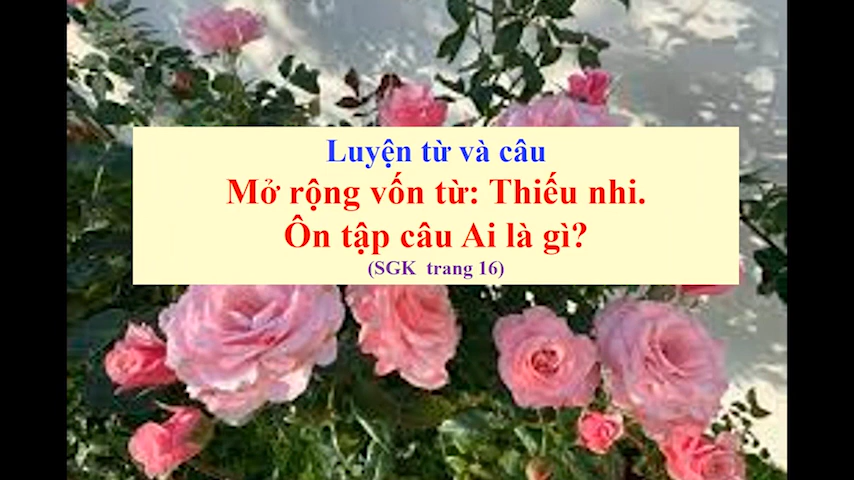 Luyện từ và câu
Mở rộng vốn từ: Thiếu nhi.
Ôn tập câu Ai là gì?
(SGK trang 16)